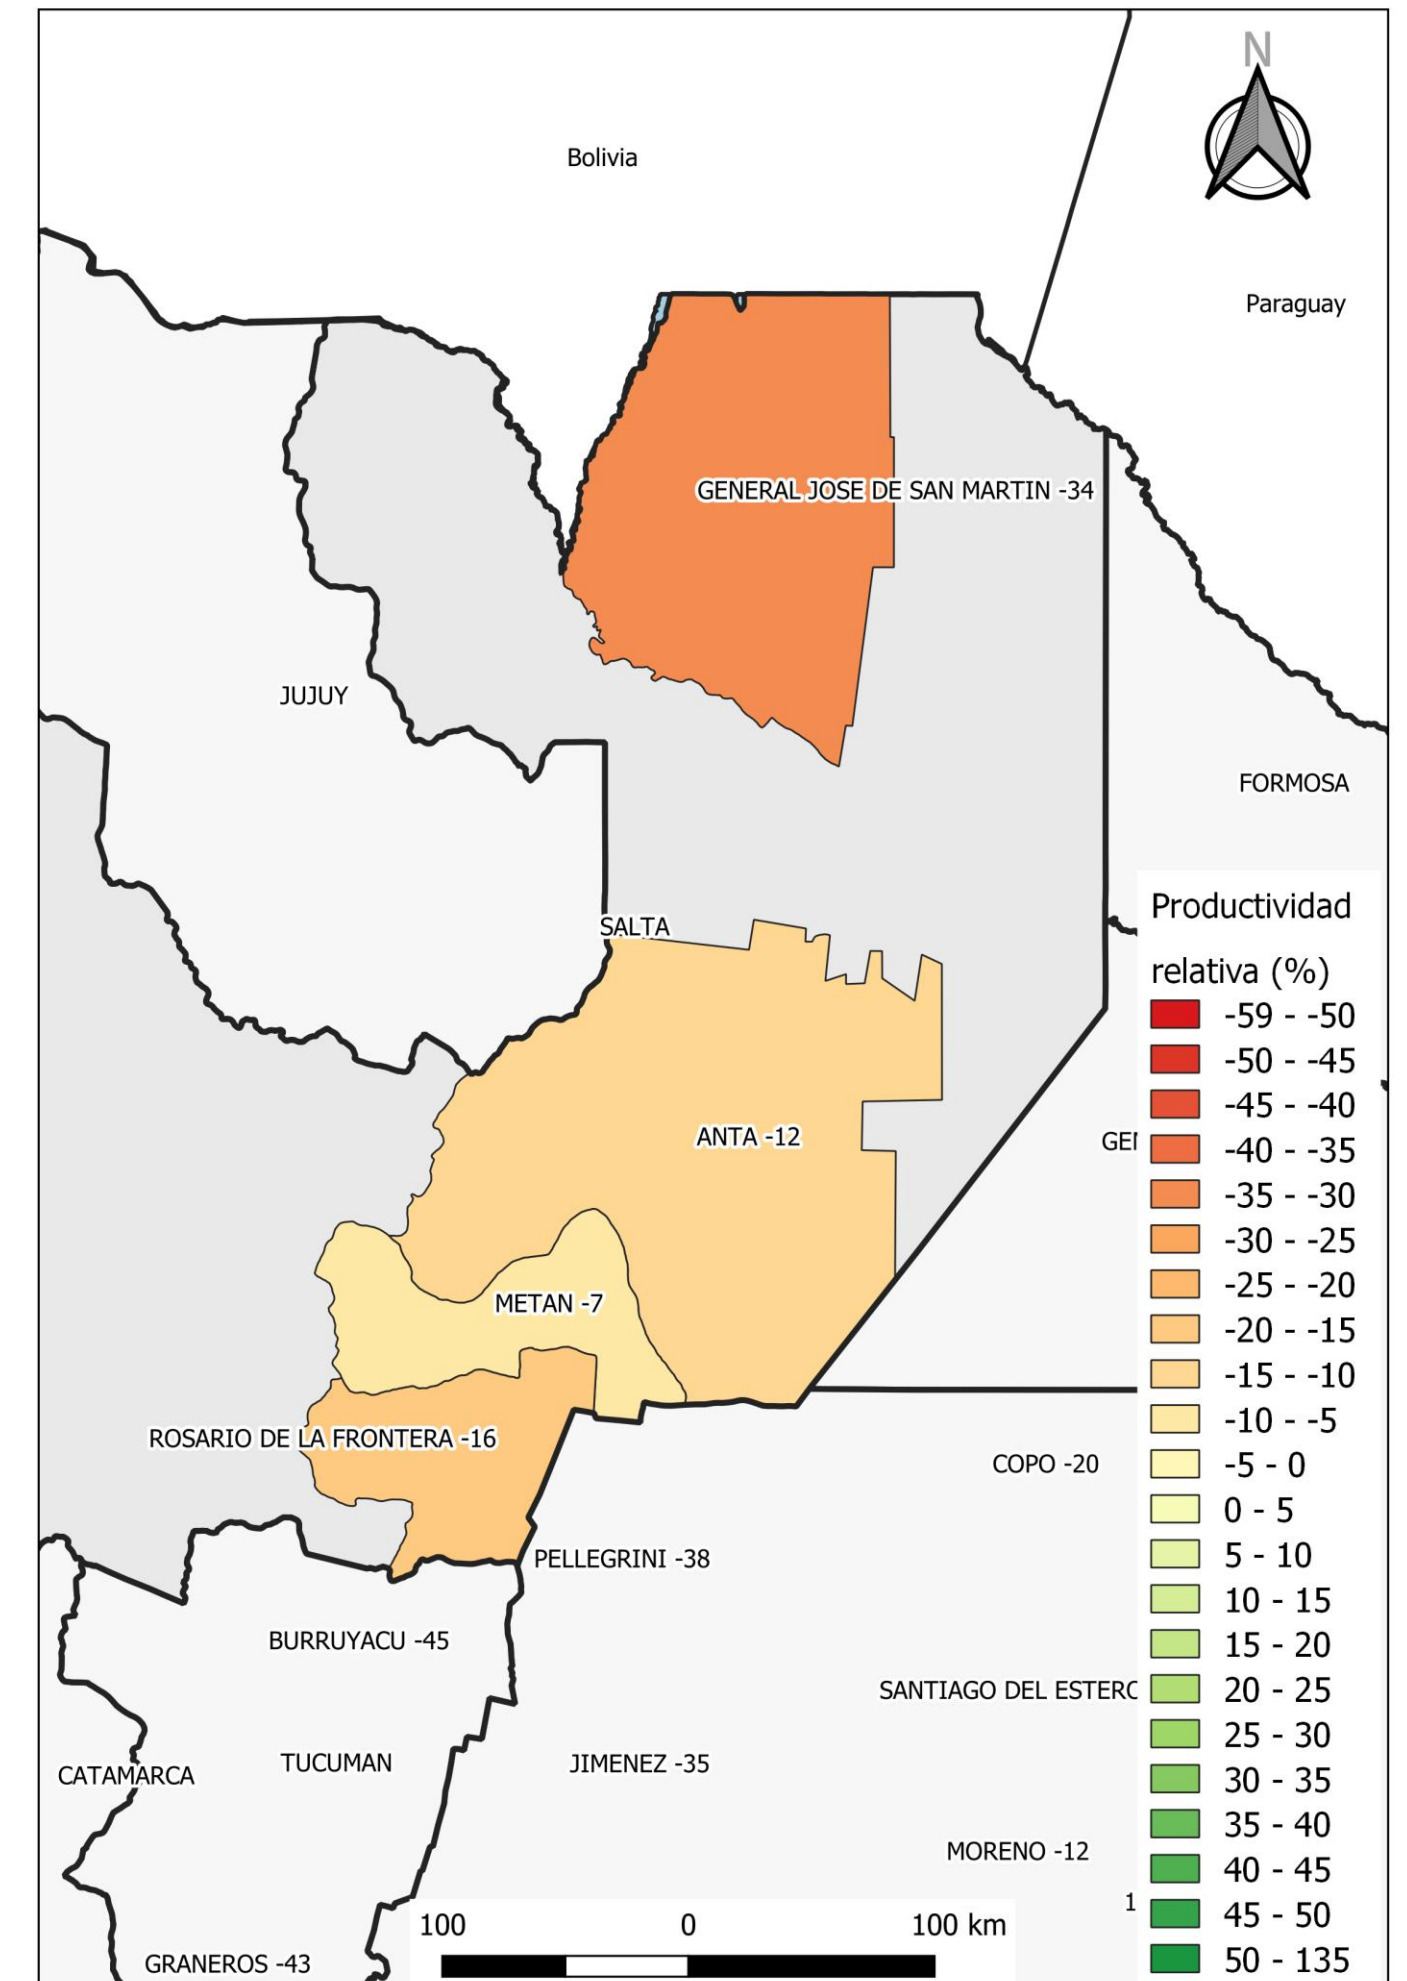 N
Bolivia
Paraguay
GENERAL JOSE DE SAN MARTIN -34
JUJUY
FORMOSA
SALTA
Productividad
relativa (%)
-59 - -50
-50 - -45
-45 - -40
-40 - -35
-35 - -30
-30 - -25
-25 - -20
-20 - -15
-15 - -10
-10 - -5
-5 - 0
0 - 5
5 - 10
10 - 15
15 - 20
20 - 25
25 - 30
30 - 35
35 - 40
40 - 45
45 - 50
50 - 135
ANTA -12
GE
METAN -7
ROSARIO DE LA FRONTERA -16
COPO -20
PELLEGRINI -38
BURRUYACU -45
SANTIAGO DEL ESTERO
TUCUMAN
JIMENEZ -35
CATAMARCA
MORENO -12
1
GRANEROS -43
100 0 100 km